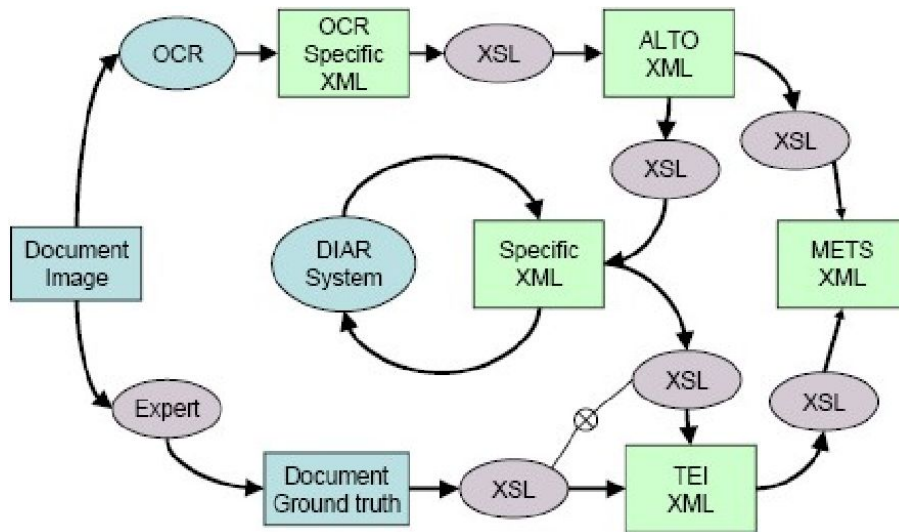 OCR
OCR
Specific
XML
XSL
ALTO
XML
XSL
XSL
Document
Image
DIAR
System
Specific
XML
METS
XML
Expert
XSL
XSL
Document
Ground truth
XSL
TEI
XML